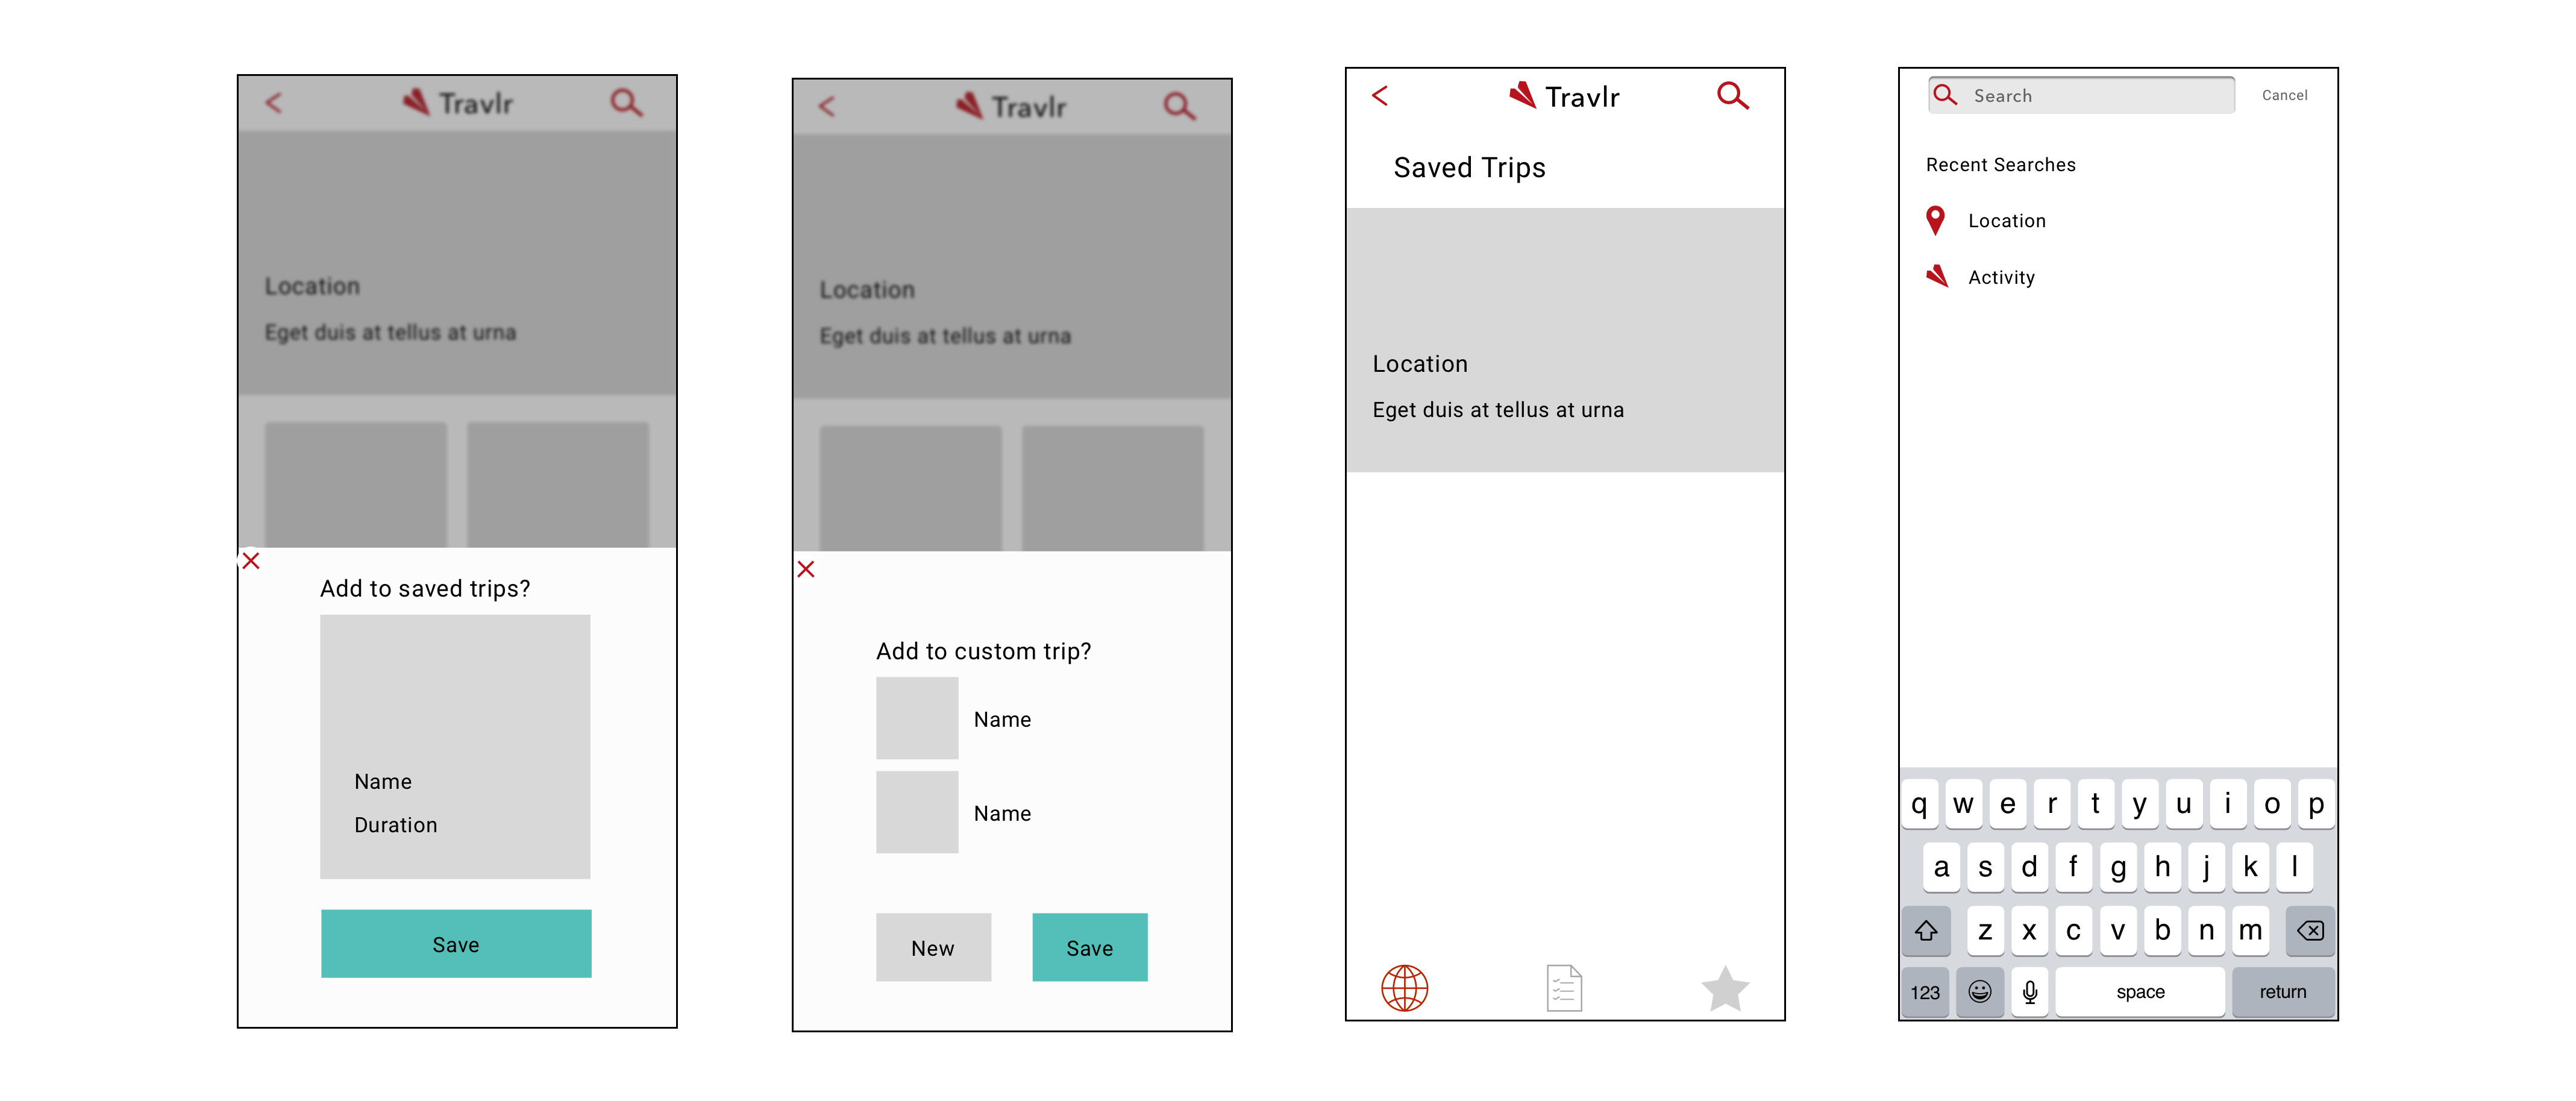 Travlr
Location
Eget duis at tellus at urna
Add to saved trips?
Name
Duration
Save
Travlr
Location
Eget duis at tellus at urna
Add to custom trip?
Name
Name
New
Save
Travlr
Saved Trips
Location
Eget duis at tellus at urna
Search
Cancel
Recent Searches
Location
Activity
q w e r t y u i o p
a s d f g h j k l
z x c v b n m
123 space return